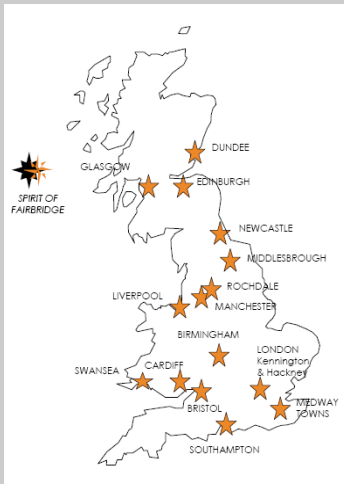 DUNDEE
GLASGOW
EDINBURGH
SPIRIT OF
FAIRBRIDGE
NEWCASTLE
MIDDLESBROUGH
ROCHDALE
LIVERPOOL
MANCHESTER
BIRMINGHAM
LONDON
Kennington
& Hackney
SWANSEA
CARDIFF
MEDWAY
TOWNS
BRISTOL
SOUTHAMPTON